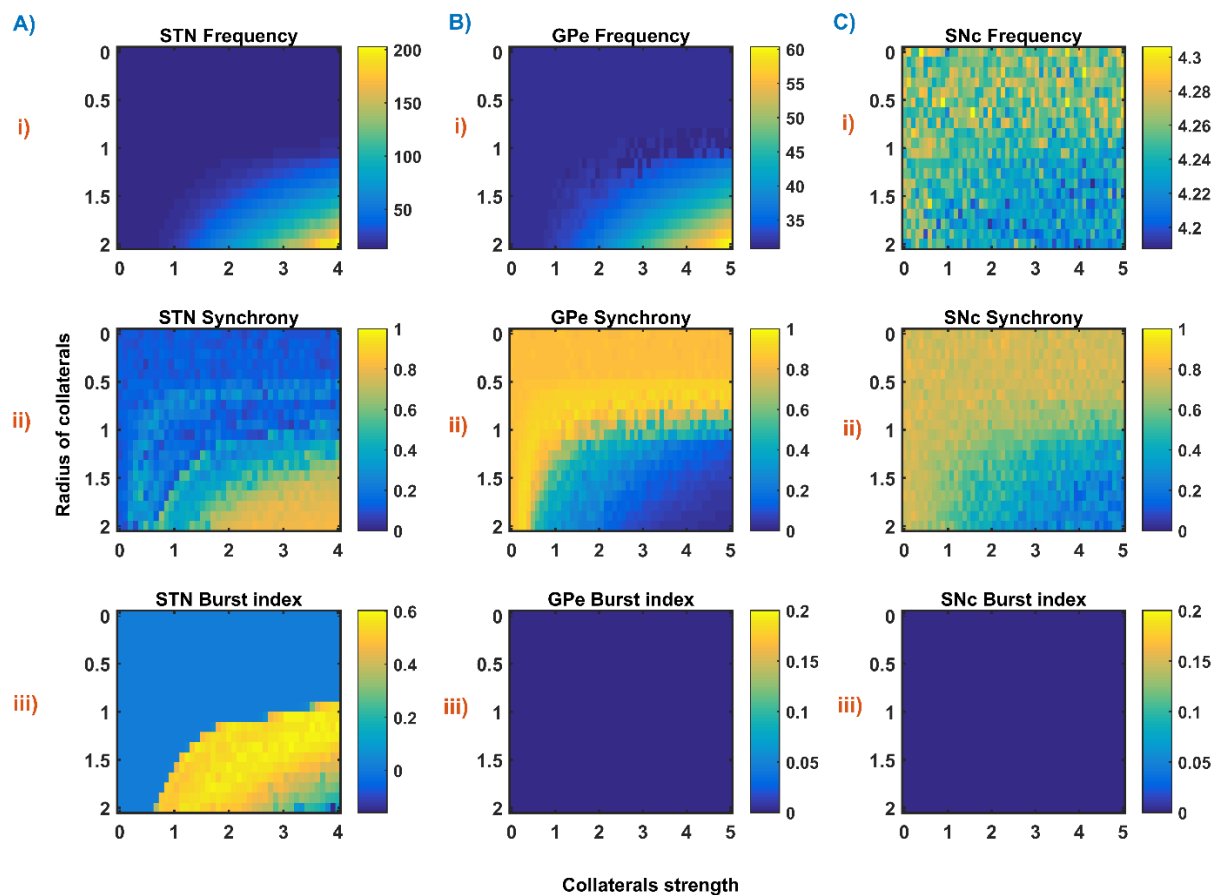 A)
B)
C)
STN Frequency
GPe Frequency
SNc Frequency
i)
0
0.5
1
1.5
2
0 1 2 3 4
200
150
100
50
i)
0
0.5
1
1.5
2
0 1 2 3 4 5
60
55
50
45
40
35
i)
0
0.5
1
1.5
2
0 1 2 3 4 5
4.3
4.28
4.26
4.24
4.22
4.2
Radius of collaterals
STN Synchrony
GPe Synchrony
SNc Synchrony
ii)
0
0.5
1
1.5
2
0 1 2 3 4
1
0.8
0.6
0.4
0.2
0
ii)
0
0.5
1
1.5
2
0 1 2 3 4 5
1
0.8
0.6
0.4
0.2
0
ii)
0
0.5
1
1.5
2
0 1 2 3 4 5
1
0.8
0.6
0.4
0.2
0
STN Burst index
GPe Burst index
SNc Burst index
iii)
0
0.5
1
1.5
2
0 1 2 3 4
0.6
0.4
0.2
0
iii)
0
0.5
1
1.5
2
0 1 2 3 4 5
0.2
0.15
0.1
0.05
0
iii)
0
0.5
1
1.5
2
0 1 2 3 4 5
0.2
0.15
0.1
0.05
0
Collaterals strength